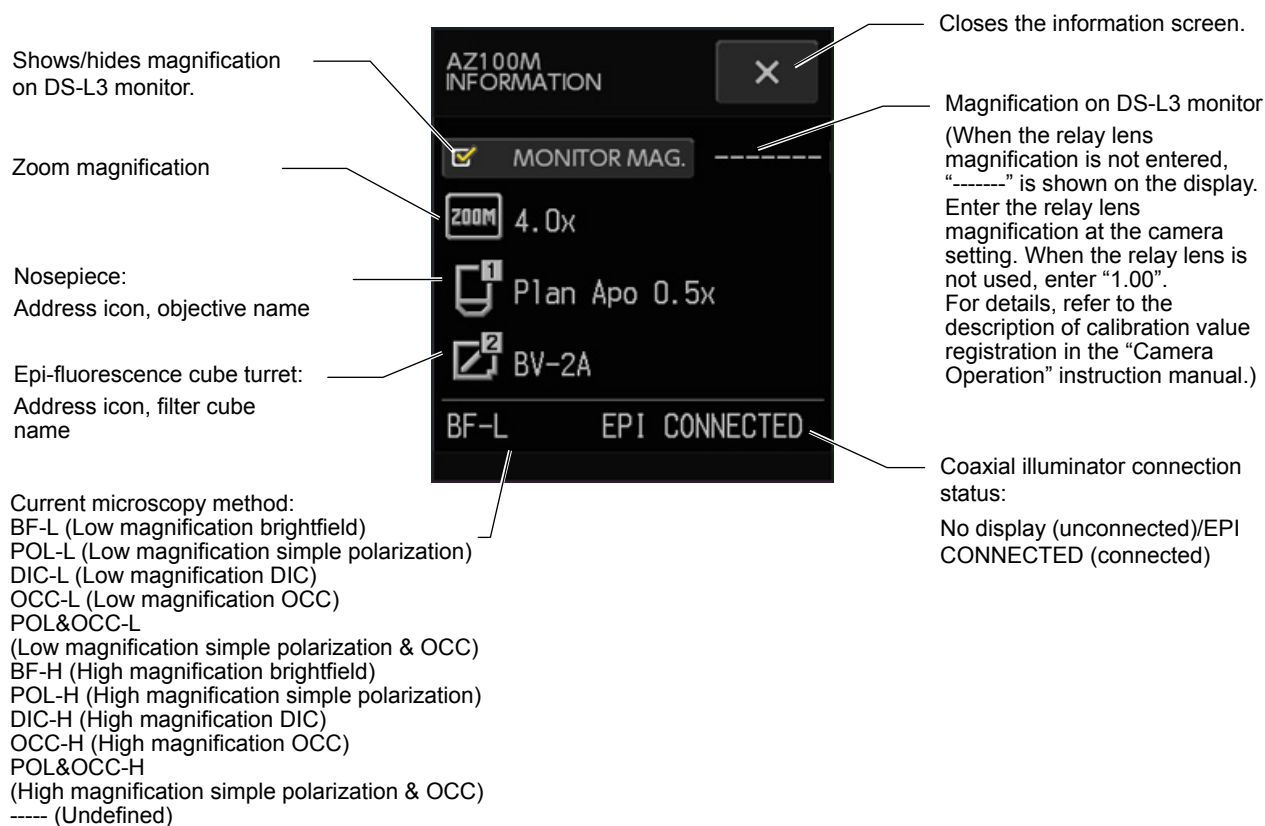 Closes the information screen.
Shows/hides magnification
on DS-L3 monitor.
AZ100M
INFORMATION
Magnification on DS-L3 monitor
(When the relay lens
magnification is not entered,
“-------” is shown on the display.
Enter the relay lens
magnification at the camera
setting. When the relay lens is
not used, enter “1.00”.
For details, refer to the
description of calibration value
registration in the “Camera
Operation” instruction manual.)
MONITOR MAG. -------
Zoom magnification
ZOOM 4.0x
Nosepiece:
Address icon, objective name
1 Plan Apo 0.5x
Epi-fluorescence cube turret:
Address icon, filter cube
name
2 BV-2A
BF-L EPI CONNECTED
Coaxial illuminator connection
status:
No display (unconnected)/EPI
CONNECTED (connected)
Current microscopy method:
BF-L (Low magnification brightfield)
POL-L (Low magnification simple polarization)
DIC-L (Low magnification DIC)
OCC-L (Low magnification OCC)
POL&OCC-L
(Low magnification simple polarization & OCC)
BF-H (High magnification brightfield)
POL-H (High magnification simple polarization)
DIC-H (High magnification DIC)
OCC-H (High magnification OCC)
POL&OCC-H
(High magnification simple polarization & OCC)
----- (Undefined)